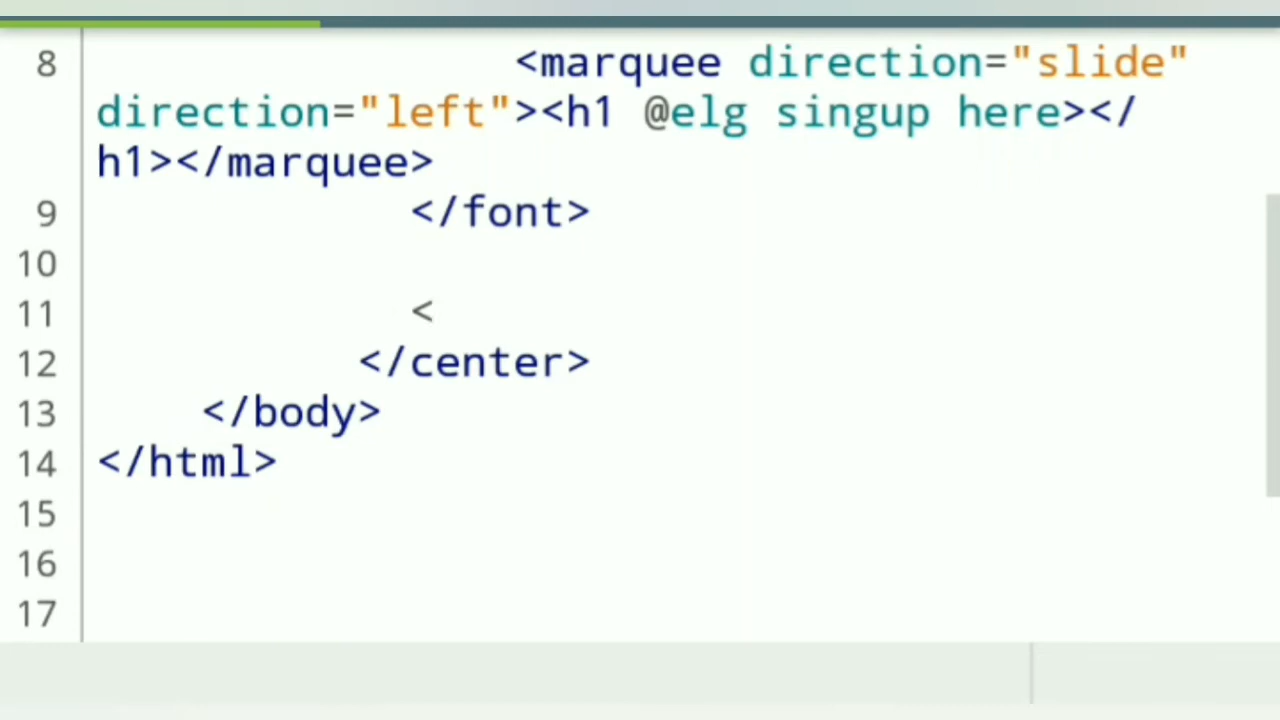 8 <marquee direction="slide"
direction="left"><h1 @elg singup here></
h1></marquee>
9 </font>
10
11 <
12 </center>
13 </body>
14 </html>
15
16
17